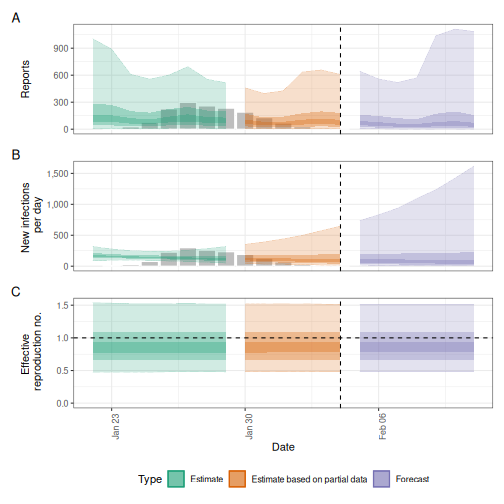 A
Reports
900
600
300
0
B
New infections
per day
1,500
1,000
500
0
C
Effective
reproduction no.
1.5
1.0
0.5
0.0
Jan 23
Jan 30
Feb 06
Date
Type
Estimate
Estimate based on partial data
Forecast